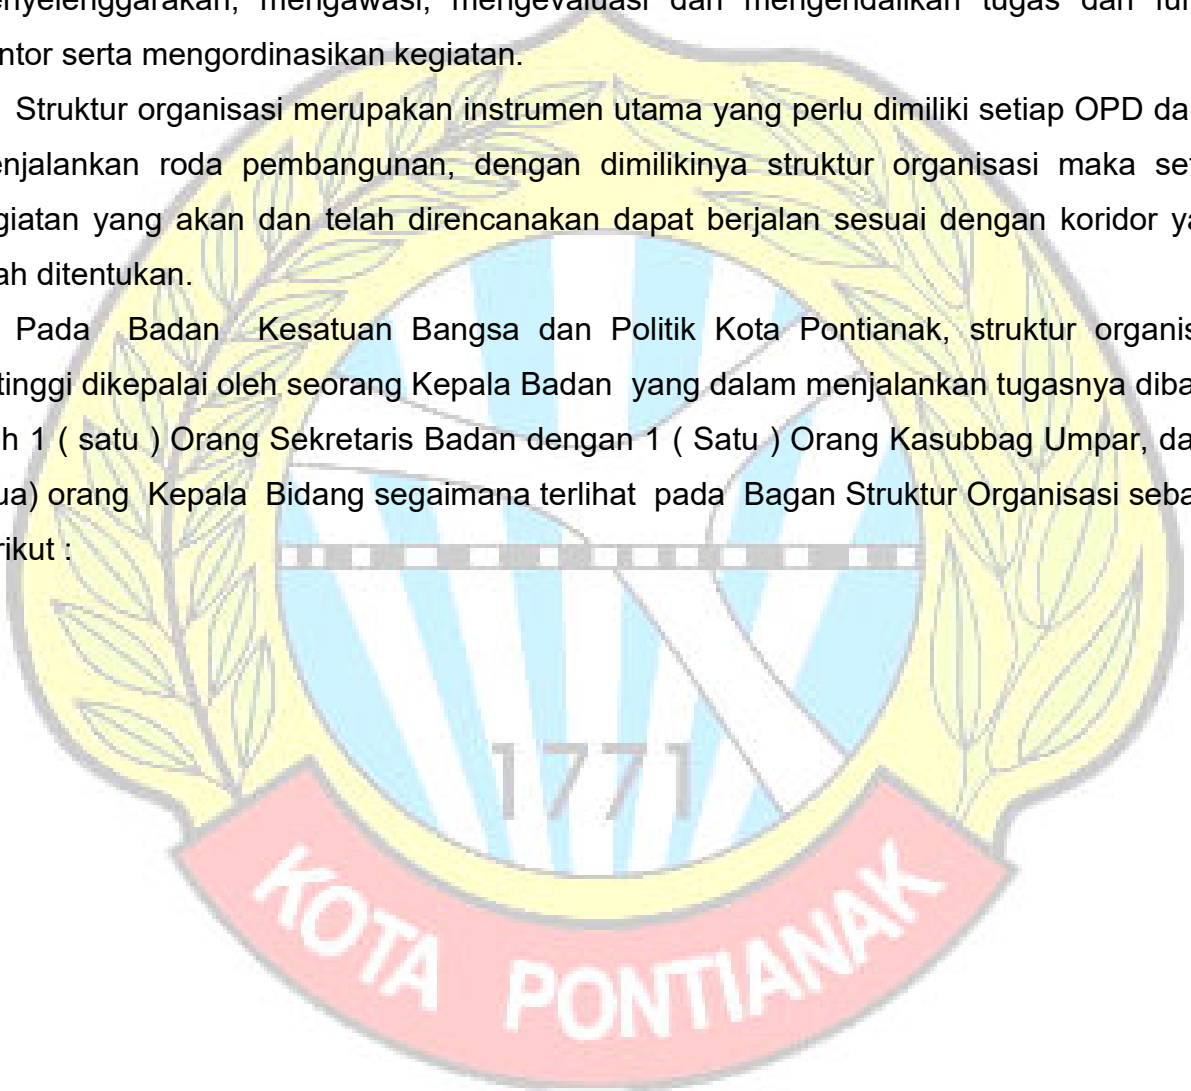 enyelenggarakan, mengawasi, mengevaluasi dan mengendalikan tugas dan fun
ntor serta mengordinasikan kegiatan.
Struktur organisasi merupakan instrumen utama yang perlu dimiliki setiap OPD da
enjalankan roda pembangunan, dengan dimilikinya struktur organisasi maka set
giatan yang akan dan telah direncanakan dapat berjalan sesuai dengan koridor ya
ah ditentukan.
Pada Badan Kesatuan Bangsa dan Politik Kota Pontianak, struktur organis
tinggi dikepalai oleh seorang Kepala Badan yang dalam menjalankan tugasnya diba
h 1 ( satu ) Orang Sekretaris Badan dengan 1 ( Satu ) Orang Kasubbag Umpar, da
ua) orang Kepala Bidang segaimana terlihat pada Bagan Struktur Organisasi seba
rikut :
1771
KOTA PONTIANAK